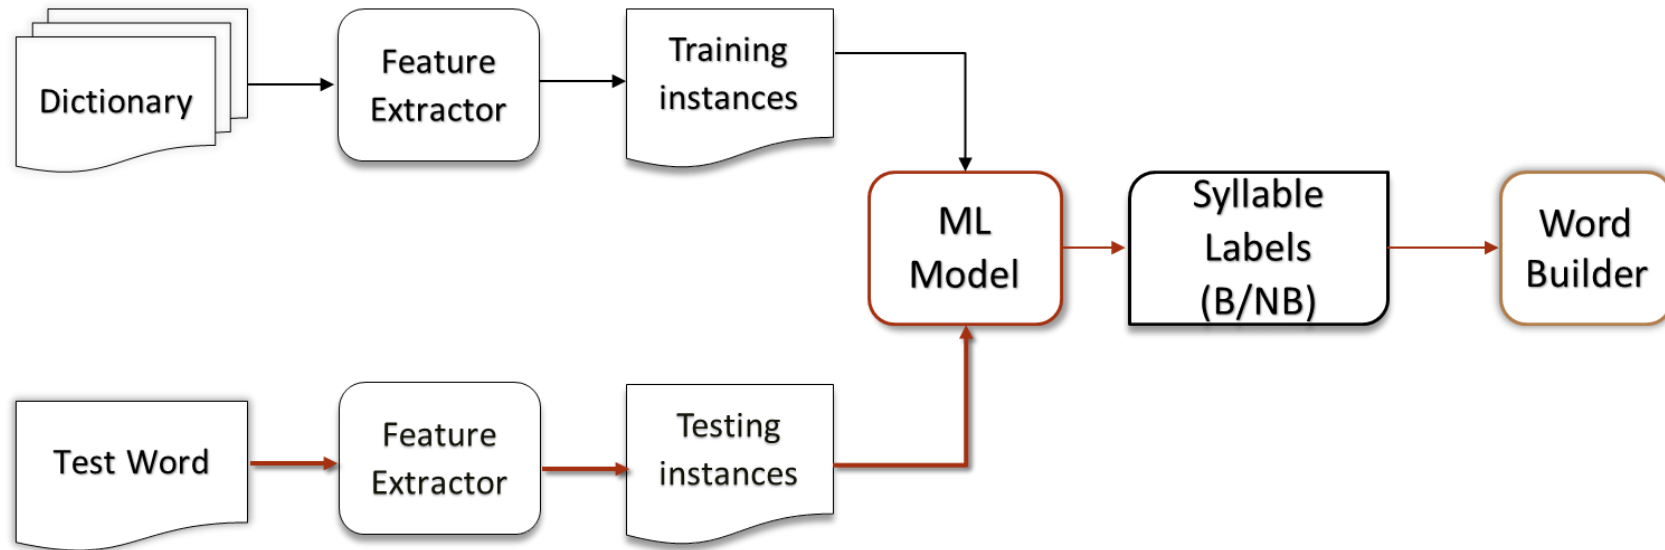 Dictionary
Feature
Extractor
Training
instances
ML
Model
Syllable
Labels
(B/NB)
Word
Builder
Test Word
Feature
Extractor
Testing
instances